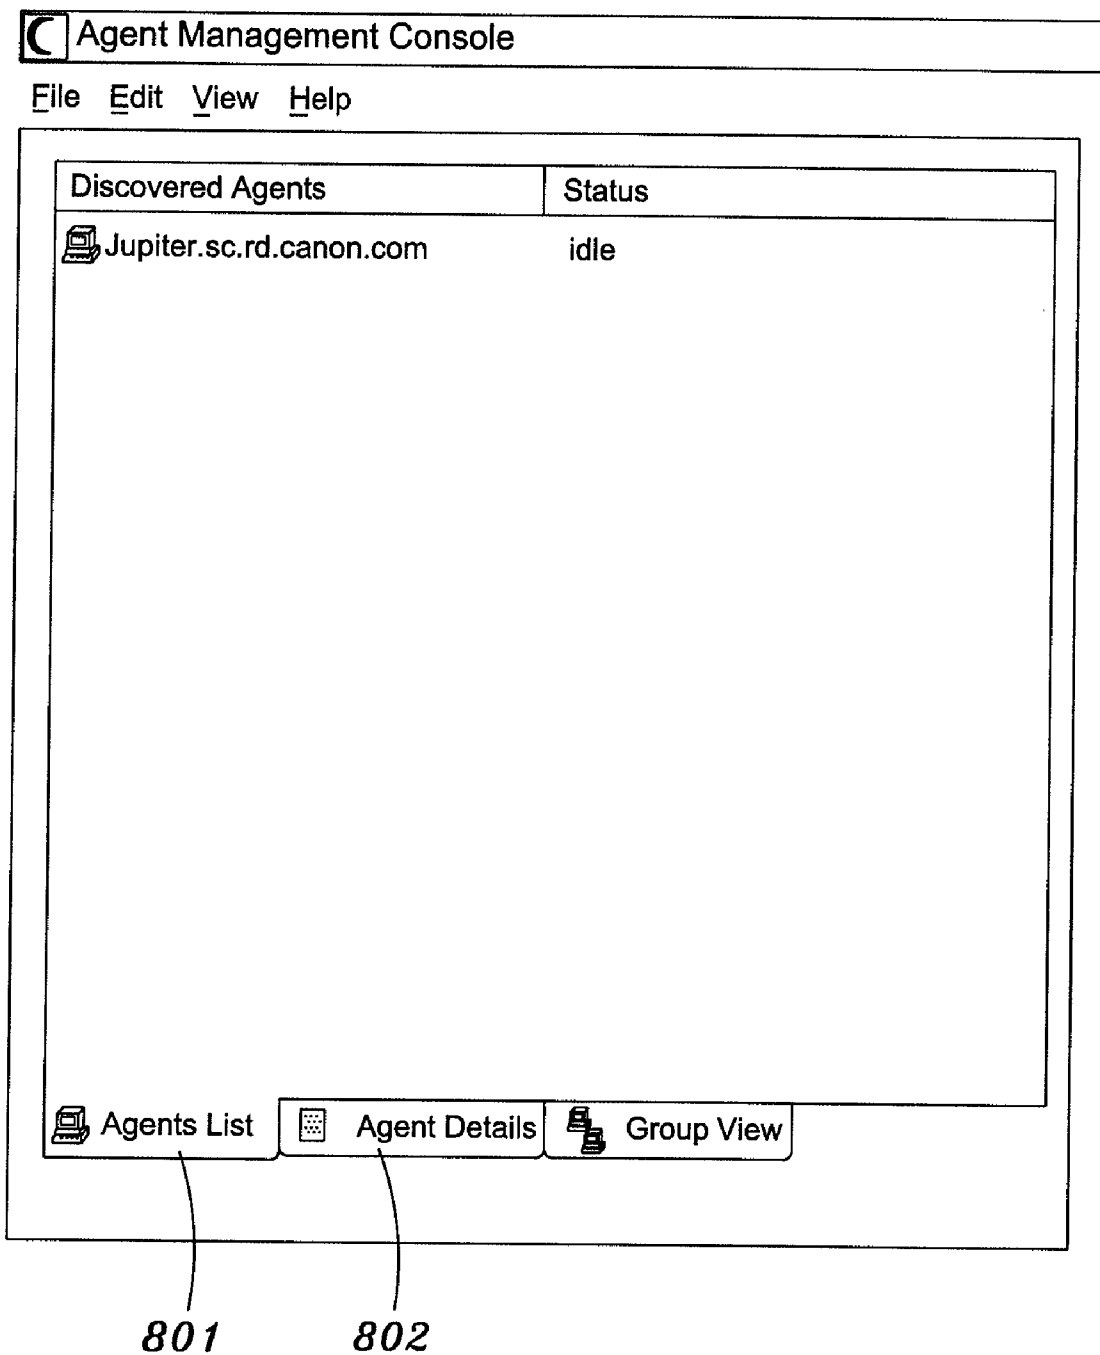 Agent Management Console
File Edit View Help
Discovered Agents Status
Jupiter.sc.rd.canon.com idle
Agents List Agent Details Group View
801 802